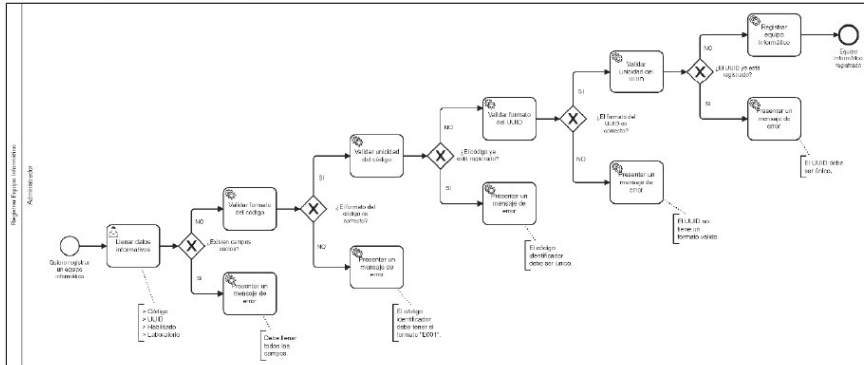 Registrar Equipo Informático
Administrador
Quiero registrar
un equipo
informático
Llenar datos
informativos
> Código
> UUID
> Habilitado
> Laboratorio
¿Existen campos
vacíos?
NO
SI
Validar formato
del código
Presentar un
mensaje de
error
Debe llenar
todos los
campos.
¿El formato del
código es
correcto?
SI
NO
Validar unicidad
del código
Presentar un
mensaje de
error
El código
identificador
debe tener el
formato "E001".
¿El código ya
está registrado?
NO
SI
Validar formato
del UUID
Presentar un
mensaje de
error
El código
identificador
debe ser único.
¿El formato del
UUID es
correcto?
SI
NO
Validar
unicidad del
UUID
Presentar un
mensaje de
error
El UUID no
tiene un
formato válido.
¿El UUID ya está
registrado?
NO
SI
Registrar
equipo
informático
Presentar un
mensaje de
error
El UUID debe
ser único.
Equipo
informático
registrado